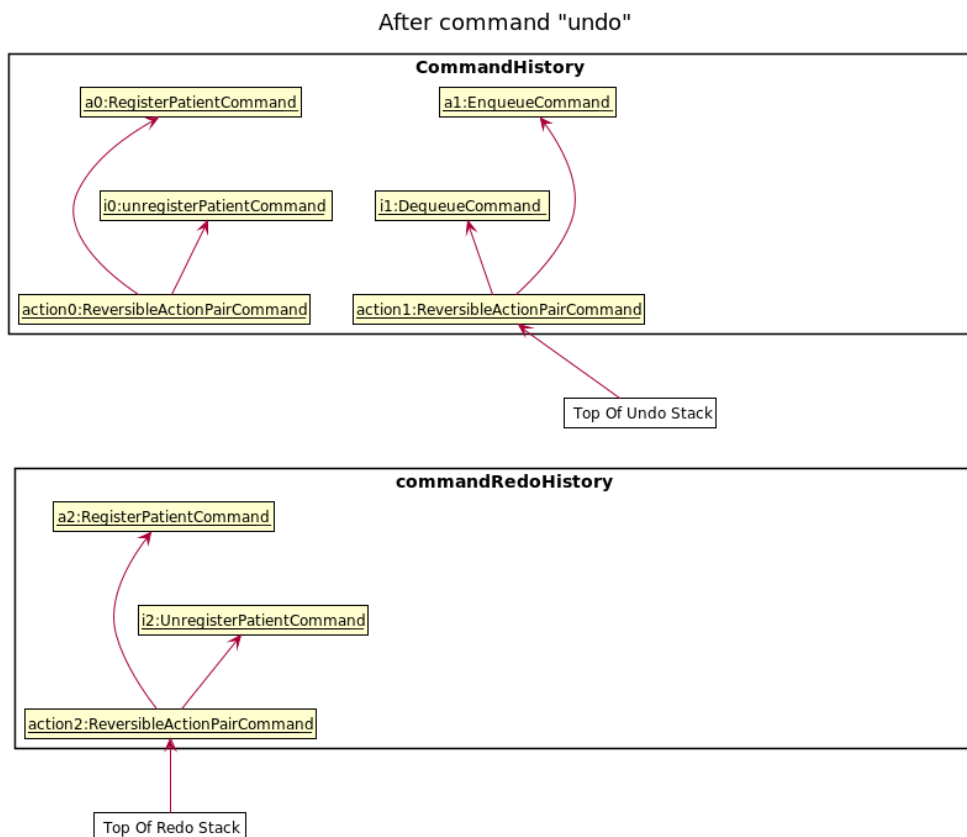 After command "undo"
CommandHistory
a0:RegisterPatientCommand
a1:EnqueueCommand
i0:unregisterPatientCommand
i1:DequeueCommand
action0:ReversibleActionPairCommand
action1:ReversibleActionPairCommand
Top Of Undo Stack
commandRedoHistory
a2:RegisterPatientCommand
i2:UnregisterPatientCommand
action2:ReversibleActionPairCommand
Top Of Redo Stack